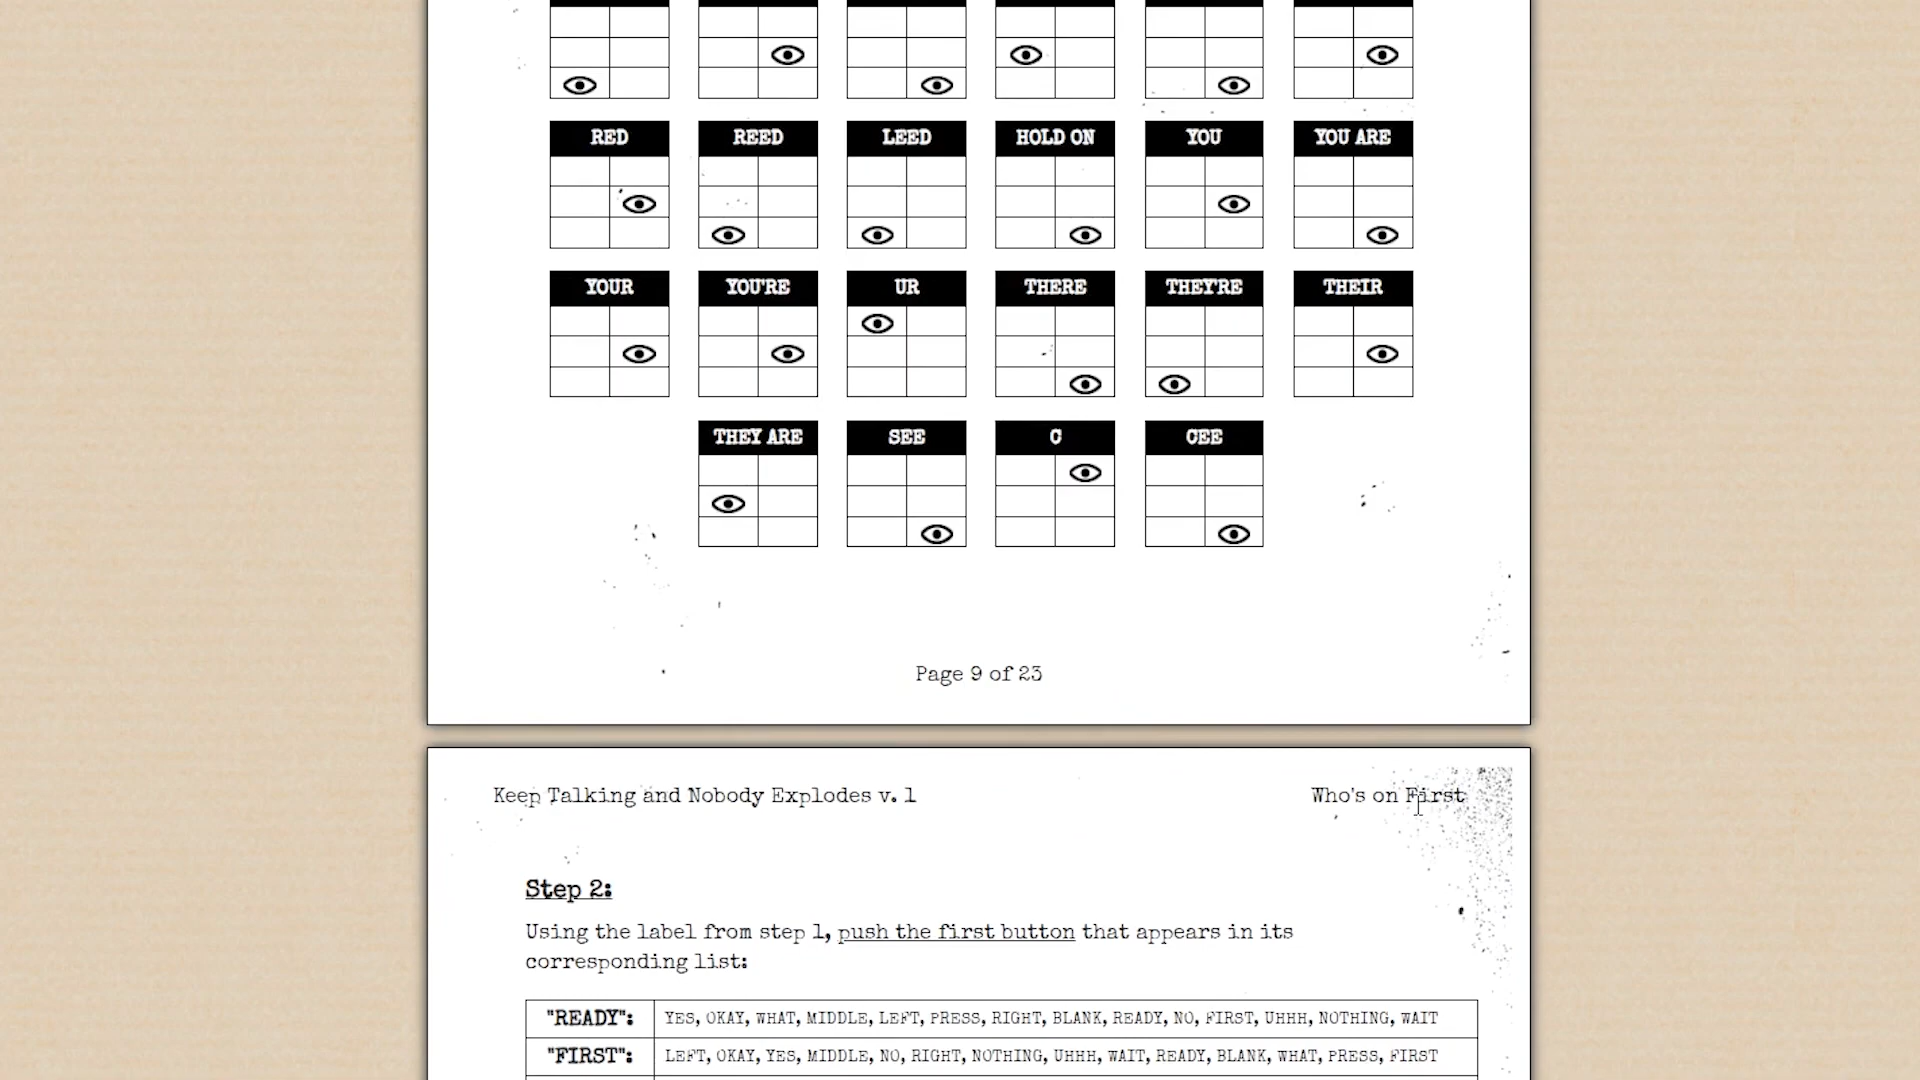 RED REED LEED HOLD ON YOU YOU ARE
YOUR YOU'RE UR THERE THEY'RE THEIR
THEY ARE SEE C CEE
Page 9 of 23
Keep Talking and Nobody Explodes v. 1 Who's on First
Step 2:
Using the label from step 1, push the first button that appears in its
corresponding list:
"READY": YES, OKAY, WHAT, MIDDLE, LEFT, PRESS, RIGHT, BLANK, READY, NO, FIRST, UHHH, NOTHING, WAIT
"FIRST": LEFT, OKAY, YES, MIDDLE, NO, RIGHT, NOTHING, UHHH, WAIT, READY, BLANK, WHAT, PRESS, FIRST